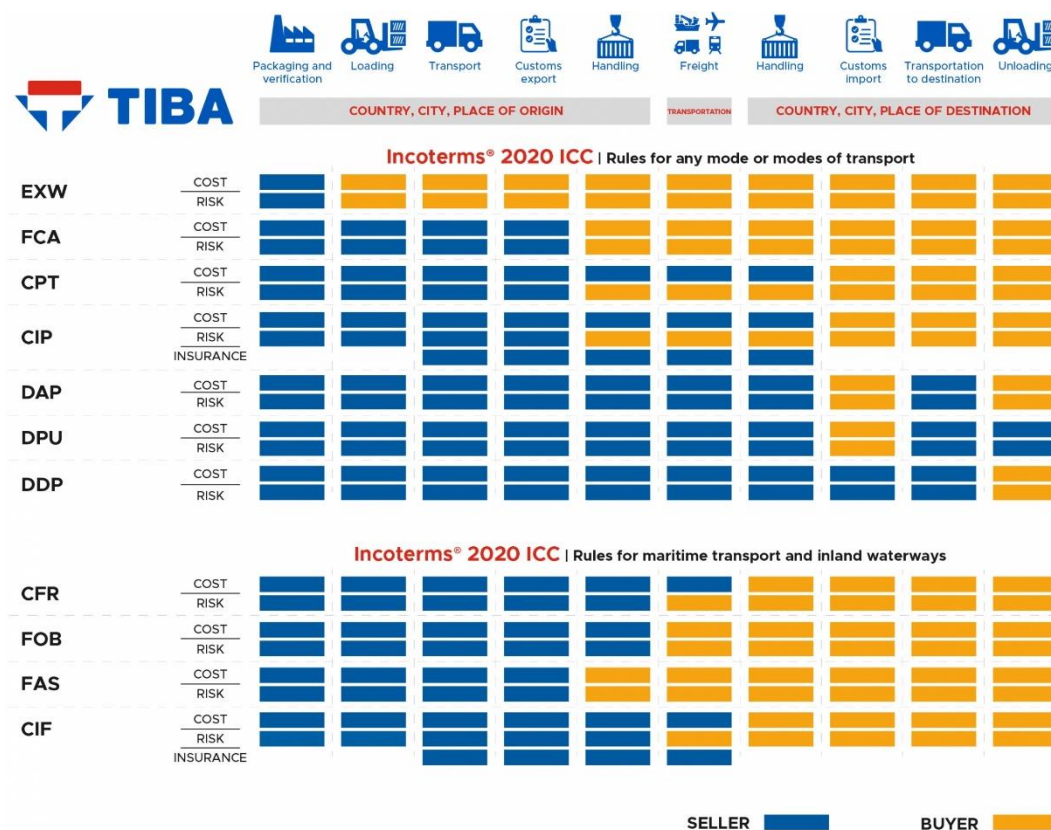 Packaging and verification
Loading
Transport
Customs export
Handling
Freight
Handling
Customs import
Transportation to destination
Unloading
TIBA
COUNTRY, CITY, PLACE OF ORIGIN
TRANSPORTATION
COUNTRY, CITY, PLACE OF DESTINATION
Incoterms® 2020 ICC | Rules for any mode or modes of transport
EXW
COST
RISK
FCA
COST
RISK
CPT
COST
RISK
CIP
COST
RISK
INSURANCE
DAP
COST
RISK
DPU
COST
RISK
DDP
COST
RISK
Incoterms® 2020 ICC | Rules for maritime transport and inland waterways
CFR
COST
RISK
FOB
COST
RISK
FAS
COST
RISK
CIF
COST
RISK
INSURANCE
SELLER
BUYER